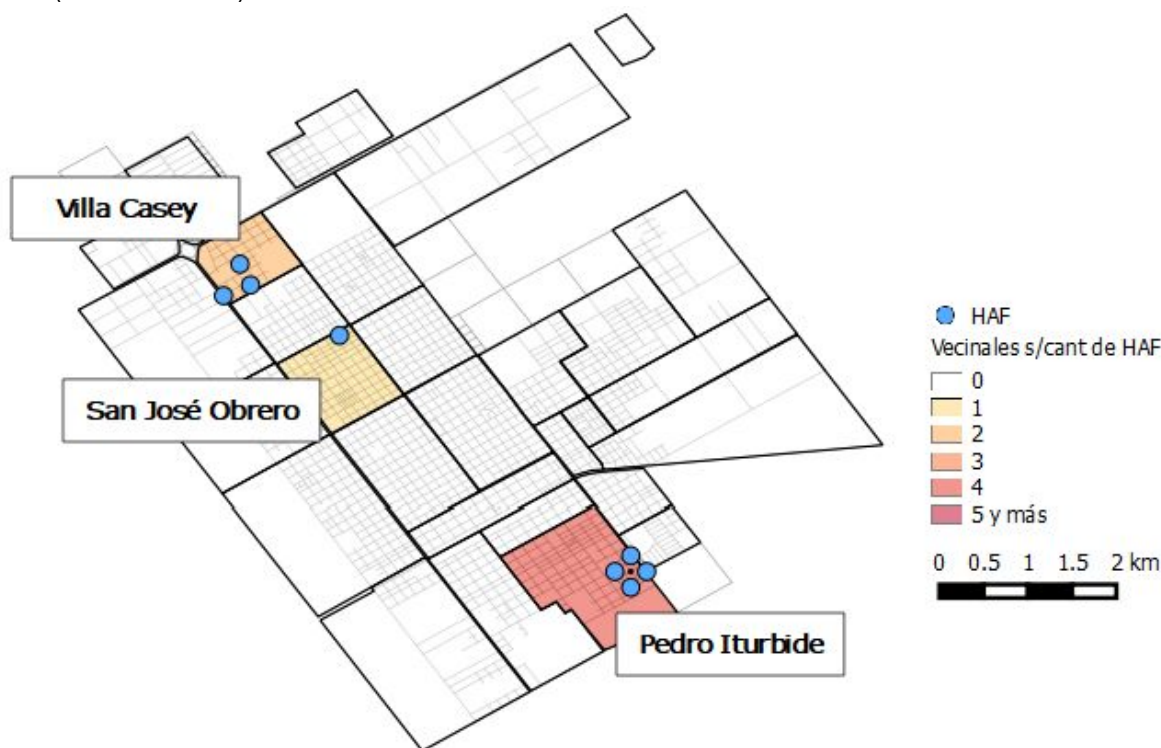 Villa Casey
San José Obrero
Pedro Iturbide
HAF
Vecinales s/cant de HAF
0
1
2
3
4
5 y más
0 0.5 1 1.5 2 km